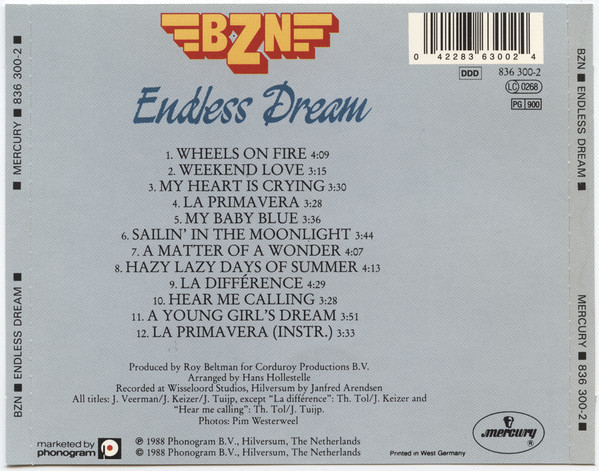 BZN
Endless Dream
0 42283 63002 4
DDD 836 300-2
LC 0268
PG 900
1. WHEELS ON FIRE 4:09
2. WEEKEND LOVE 3:15
3. MY HEART IS CRYING 3:30
4. LA PRIMAVERA 3:28
5. MY BABY BLUE 3:36
6. SAILIN' IN THE MOONLIGHT 3:44
7. A MATTER OF A WONDER 4:07
8. HAZY LAZY DAYS OF SUMMER 4:13
9. LA DIFFÉRENCE 4:29
10. HEAR ME CALLING 3:28
11. A YOUNG GIRL'S DREAM 3:51
12. LA PRIMAVERA (INSTR.) 3:33
Produced by Roy Beltman for Corduroy Productions B.V.
Arranged by Hans Hollestelle
Recorded at Wisseloord Studios, Hilversum by Janfred Arendsen
All titles: J. Veerman/J. Keizer/J. Tuijp, except "La différence": Th. Tol/J. Keizer and
"Hear me calling": Th. Tol/J. Tuijp.
Photos: Pim Westerweel
marketed by
phonogram
℗ 1988 Phonogram B.V., Hilversum, The Netherlands
© 1988 Phonogram B.V., Hilversum, The Netherlands
mercury
Printed in West Germany
BZN ■ ENDLESS DREAM ■ MERCURY ■ 836 300-2 ■
BZN ■ ENDLESS DREAM ■ MERCURY ■ 836 300-2 ■